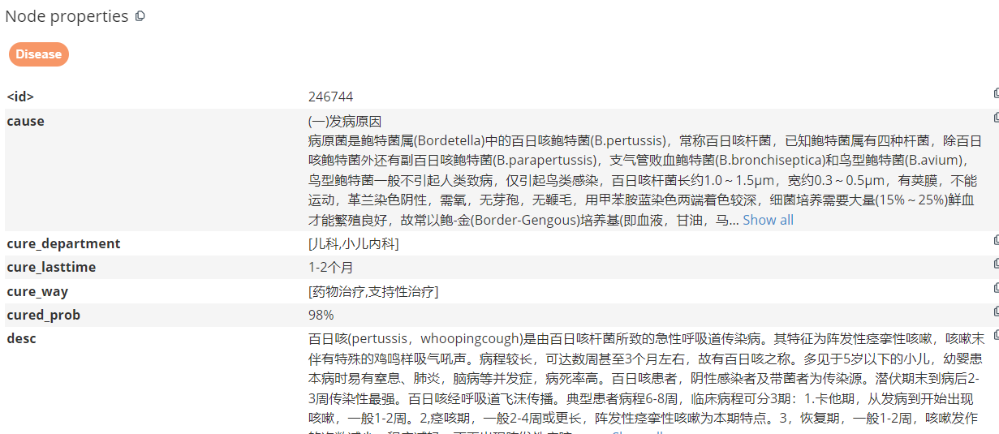 Node properties
Disease
<id> 246744
cause (一)发病原因
病原菌是鲍特菌属(Bordetella)中的百日咳鲍特菌(B.pertussis)，常称百日咳杆菌，已知鲍特菌属有四种杆菌，除百日
咳鲍特菌外还有副百日咳鲍特菌(B.parapertussis)，支气管败血鲍特菌(B.bronchiseptica)和鸟型鲍特菌(B.avium)，
鸟型鲍特菌一般不引起人类致病，仅引起鸟类感染，百日咳杆菌长约1.0～1.5μm，宽约0.3～0.5μm，有荚膜，不能
运动，革兰染色阴性，需氧，无芽孢，无鞭毛，用甲苯胺蓝染色两端着色较深，细菌培养需要大量(15%～25%)鲜血
才能繁殖良好，故常以鲍-金(Border-Gengous)培养基(即血液，甘油，马... Show all
cure_department [儿科,小儿内科]
cure_lasttime 1-2个月
cure_way [药物治疗,支持性治疗]
cured_prob 98%
desc 百日咳(pertussis，whoopingcough)是由百日咳杆菌所致的急性呼吸道传染病。其特征为阵发性痉挛性咳嗽，咳嗽末
伴有特殊的鸡鸣样吸气吼声。病程较长，可达数周甚至3个月左右，故有百日咳之称。多见于5岁以下的小儿，幼婴患
本病时易有窒息、肺炎，脑病等并发症，病死率高。百日咳患者，阴性感染者及带菌者为传染源。潜伏期末到病后2-
3周传染性最强。百日咳经呼吸道飞沫传播。典型患者病程6-8周，临床病程可分3期：1.卡他期，从发病到开始出现
咳嗽，一般1-2周。2,痉咳期，一般2-4周或更长，阵发性痉挛性咳嗽为本期特点。3，恢复期，一般1-2周，咳嗽发作